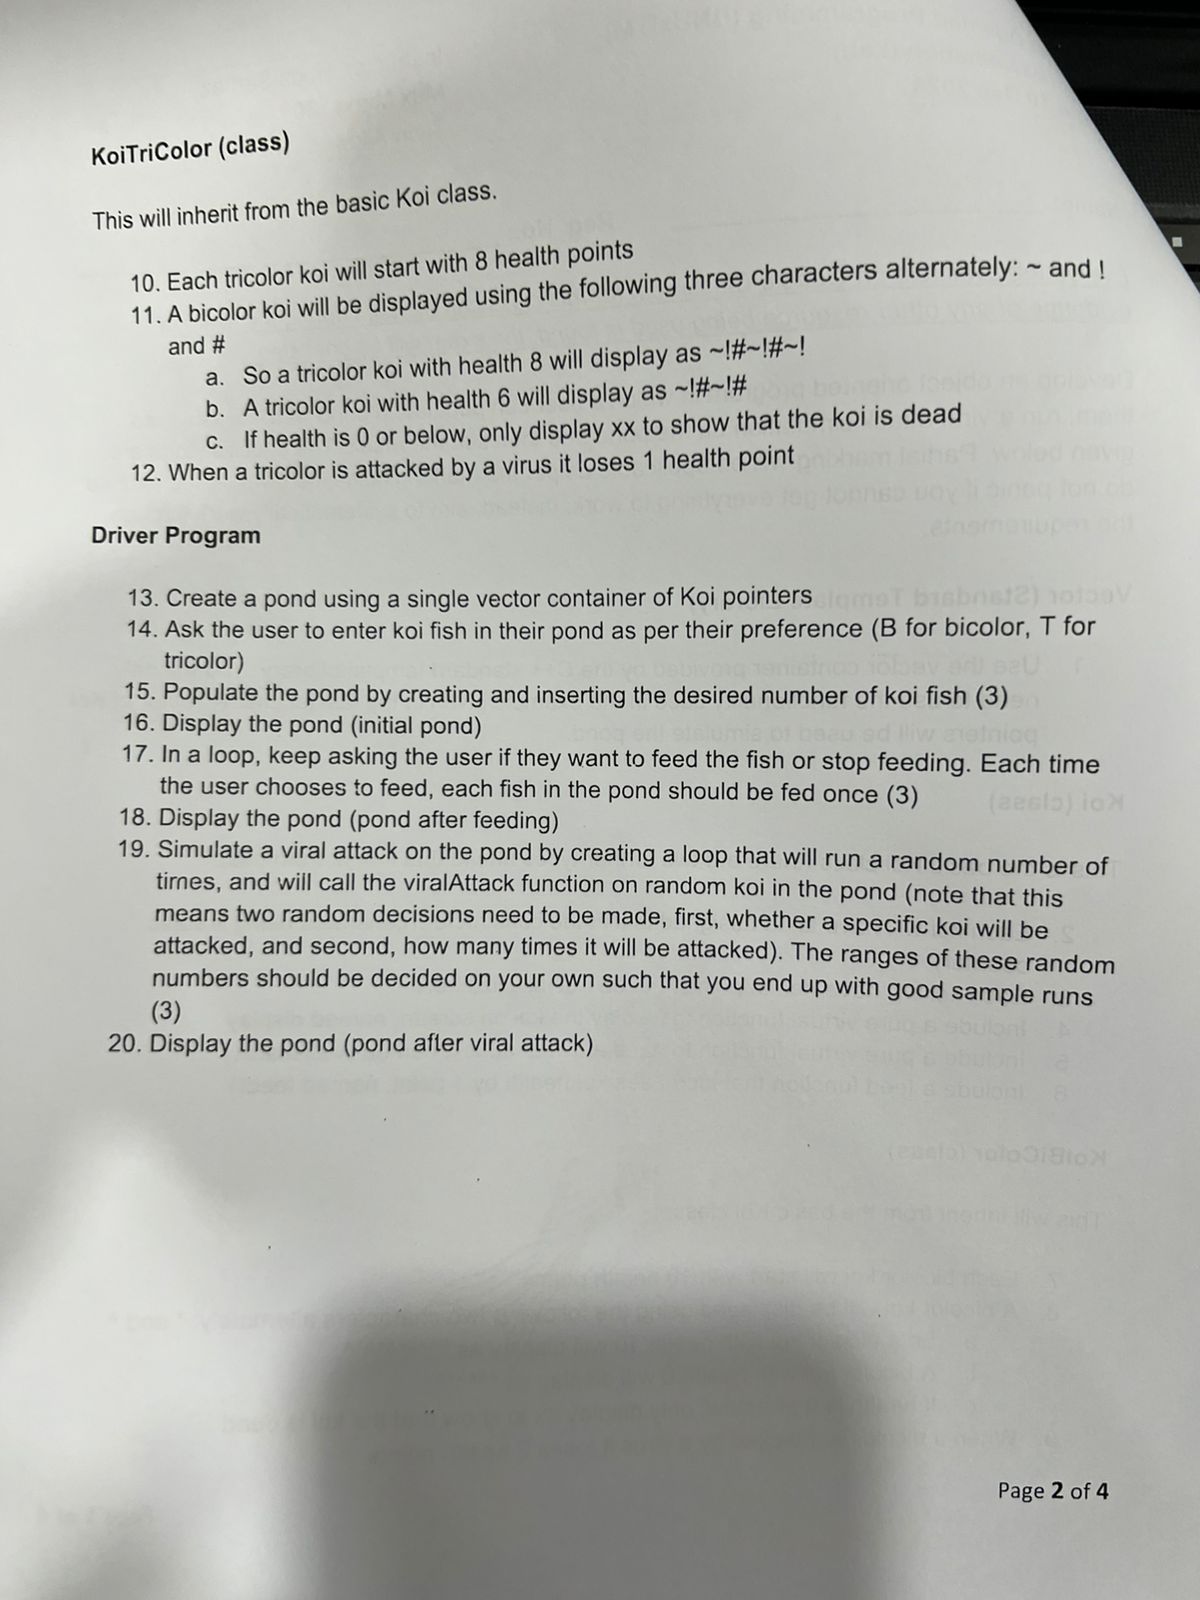 KoiTriColor (class)
This will inherit from the basic Koi class.
10. Each tricolor koi will start with 8 health points
11. A bicolor koi will be displayed using the following three characters alternately: ~ and !
and #
a. So a tricolor koi with health 8 will display as ~!#~!#~!
b. A tricolor koi with health 6 will display as ~!#~!#
c. If health is 0 or below, only display xx to show that the koi is dead
12. When a tricolor is attacked by a virus it loses 1 health point
Driver Program
13. Create a pond using a single vector container of Koi pointers
14. Ask the user to enter koi fish in their pond as per their preference (B for bicolor, T for
tricolor)
15. Populate the pond by creating and inserting the desired number of koi fish (3)
16. Display the pond (initial pond)
17. In a loop, keep asking the user if they want to feed the fish or stop feeding. Each time
the user chooses to feed, each fish in the pond should be fed once (3)
18. Display the pond (pond after feeding)
19. Simulate a viral attack on the pond by creating a loop that will run a random number of
times, and will call the viralAttack function on random koi in the pond (note that this
means two random decisions need to be made, first, whether a specific koi will be
attacked, and second, how many times it will be attacked). The ranges of these random
numbers should be decided on your own such that you end up with good sample runs
(3)
20. Display the pond (pond after viral attack)
Page 2 of 4